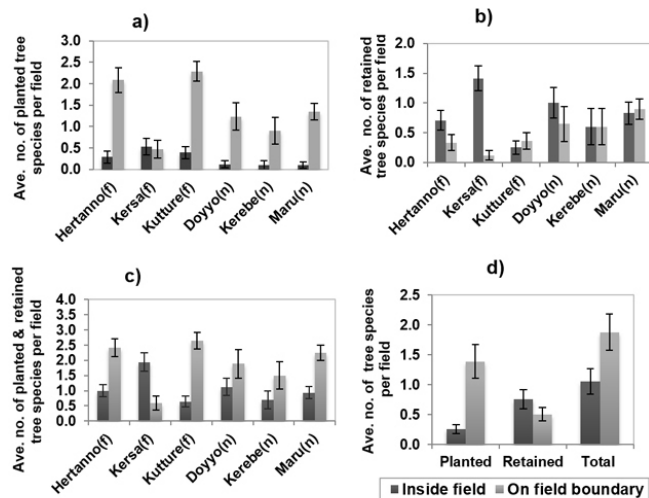 a)
Ave. no. of planted tree
species per field
3.0
2.5
2.0
1.5
1.0
0.5
0.0
Hertanno(f)
Kersa(f)
Kutture(f)
Doyyo(n)
Kerebe(n)
Maru(n)
b)
Ave. no. of retained
tree species per field
2.0
1.5
1.0
0.5
0.0
Hertanno(f)
Kersa(f)
Kutture(f)
Doyyo(n)
Kerebe(n)
Maru(n)
c)
Ave. no. of planted & retained
tree species per field
4.0
3.5
3.0
2.5
2.0
1.5
1.0
0.5
0.0
Hertanno(f)
Kersa(f)
Kutture(f)
Doyyo(n)
Kerebe(n)
Maru(n)
d)
Ave. no. of tree species
per field
2.5
2.0
1.5
1.0
0.5
0.0
Planted Retained Total
Inside field On field boundary